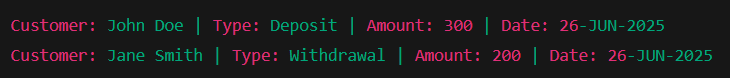 Customer: John Doe | Type: Deposit | Amount: 300 | Date: 26-JUN-2025
Customer: Jane Smith | Type: Withdrawal | Amount: 200 | Date: 26-JUN-2025